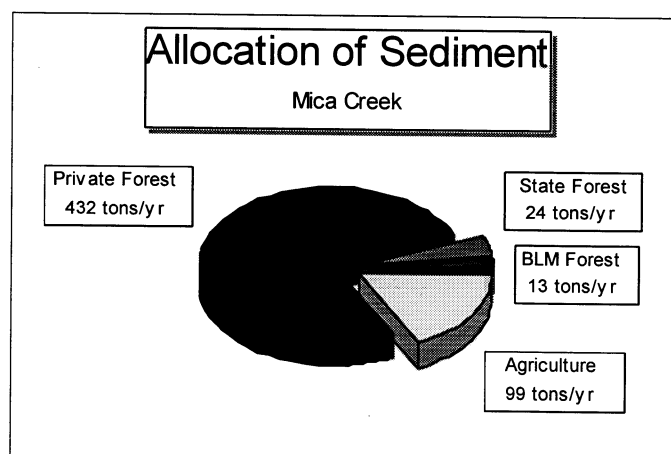 Allocation of Sediment
Mica Creek
Private Forest
432 tons/yr
State Forest
24 tons/yr
BLM Forest
13 tons/yr
Agriculture
99 tons/yr